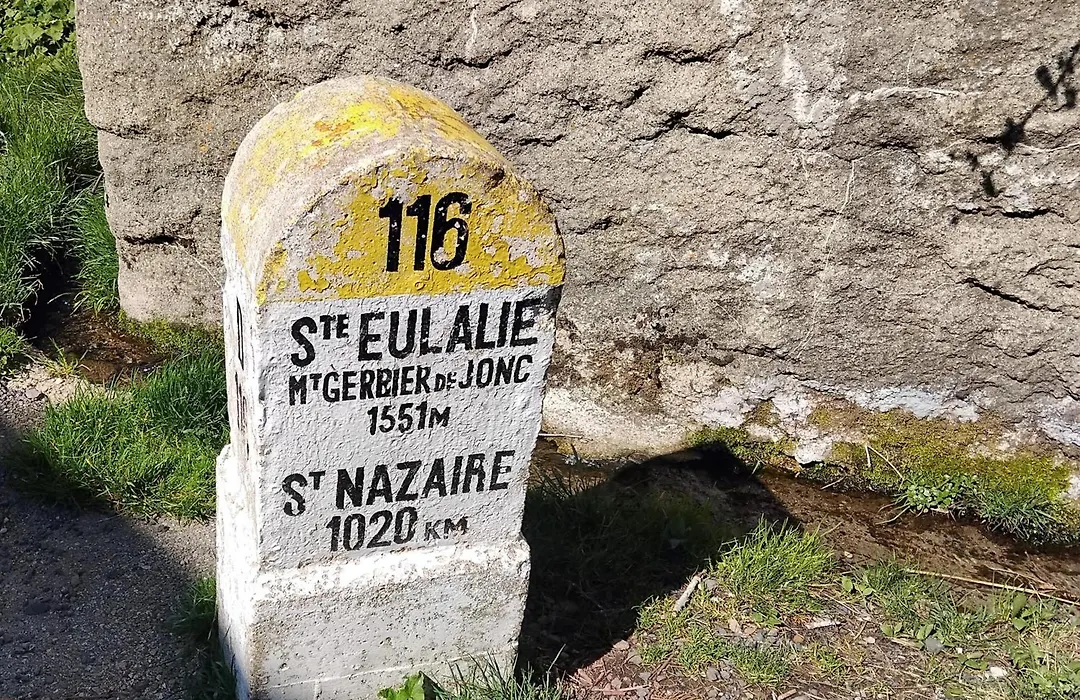 116
STE EULALIE
MT GERBIER DE JONC
1551M
ST NAZAIRE
1020 KM